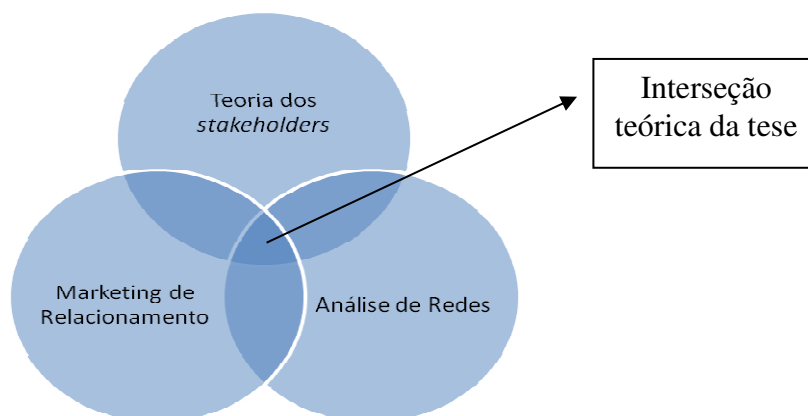 Teoria dos
stakeholders
Interseção
teórica da tese
Marketing de
Relacionamento
Análise de Redes